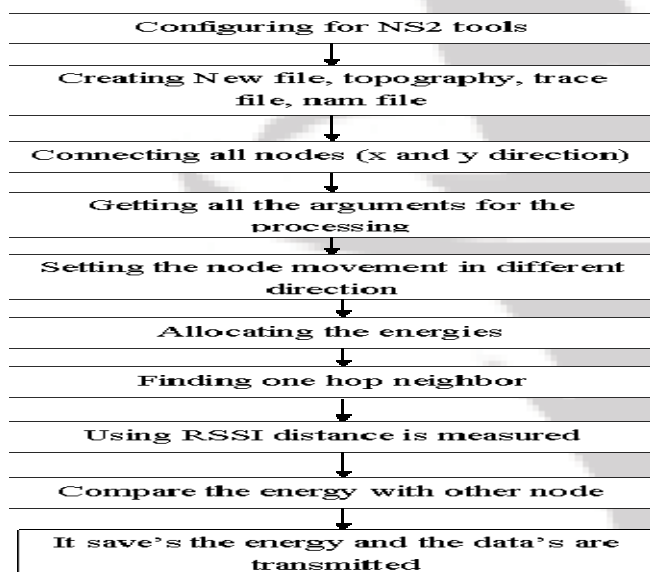 Configuring for NS2 tools
Creating New file, topography, trace
file, nam file
Connecting all nodes (x and y direction)
Getting all the arguments for the
processing
Setting the node movement in different
direction
Allocating the energies
Finding one hop neighbor
Using RSSI distance is measured
Compare the energy with other node
It save's the energy and the data's are
transmitted